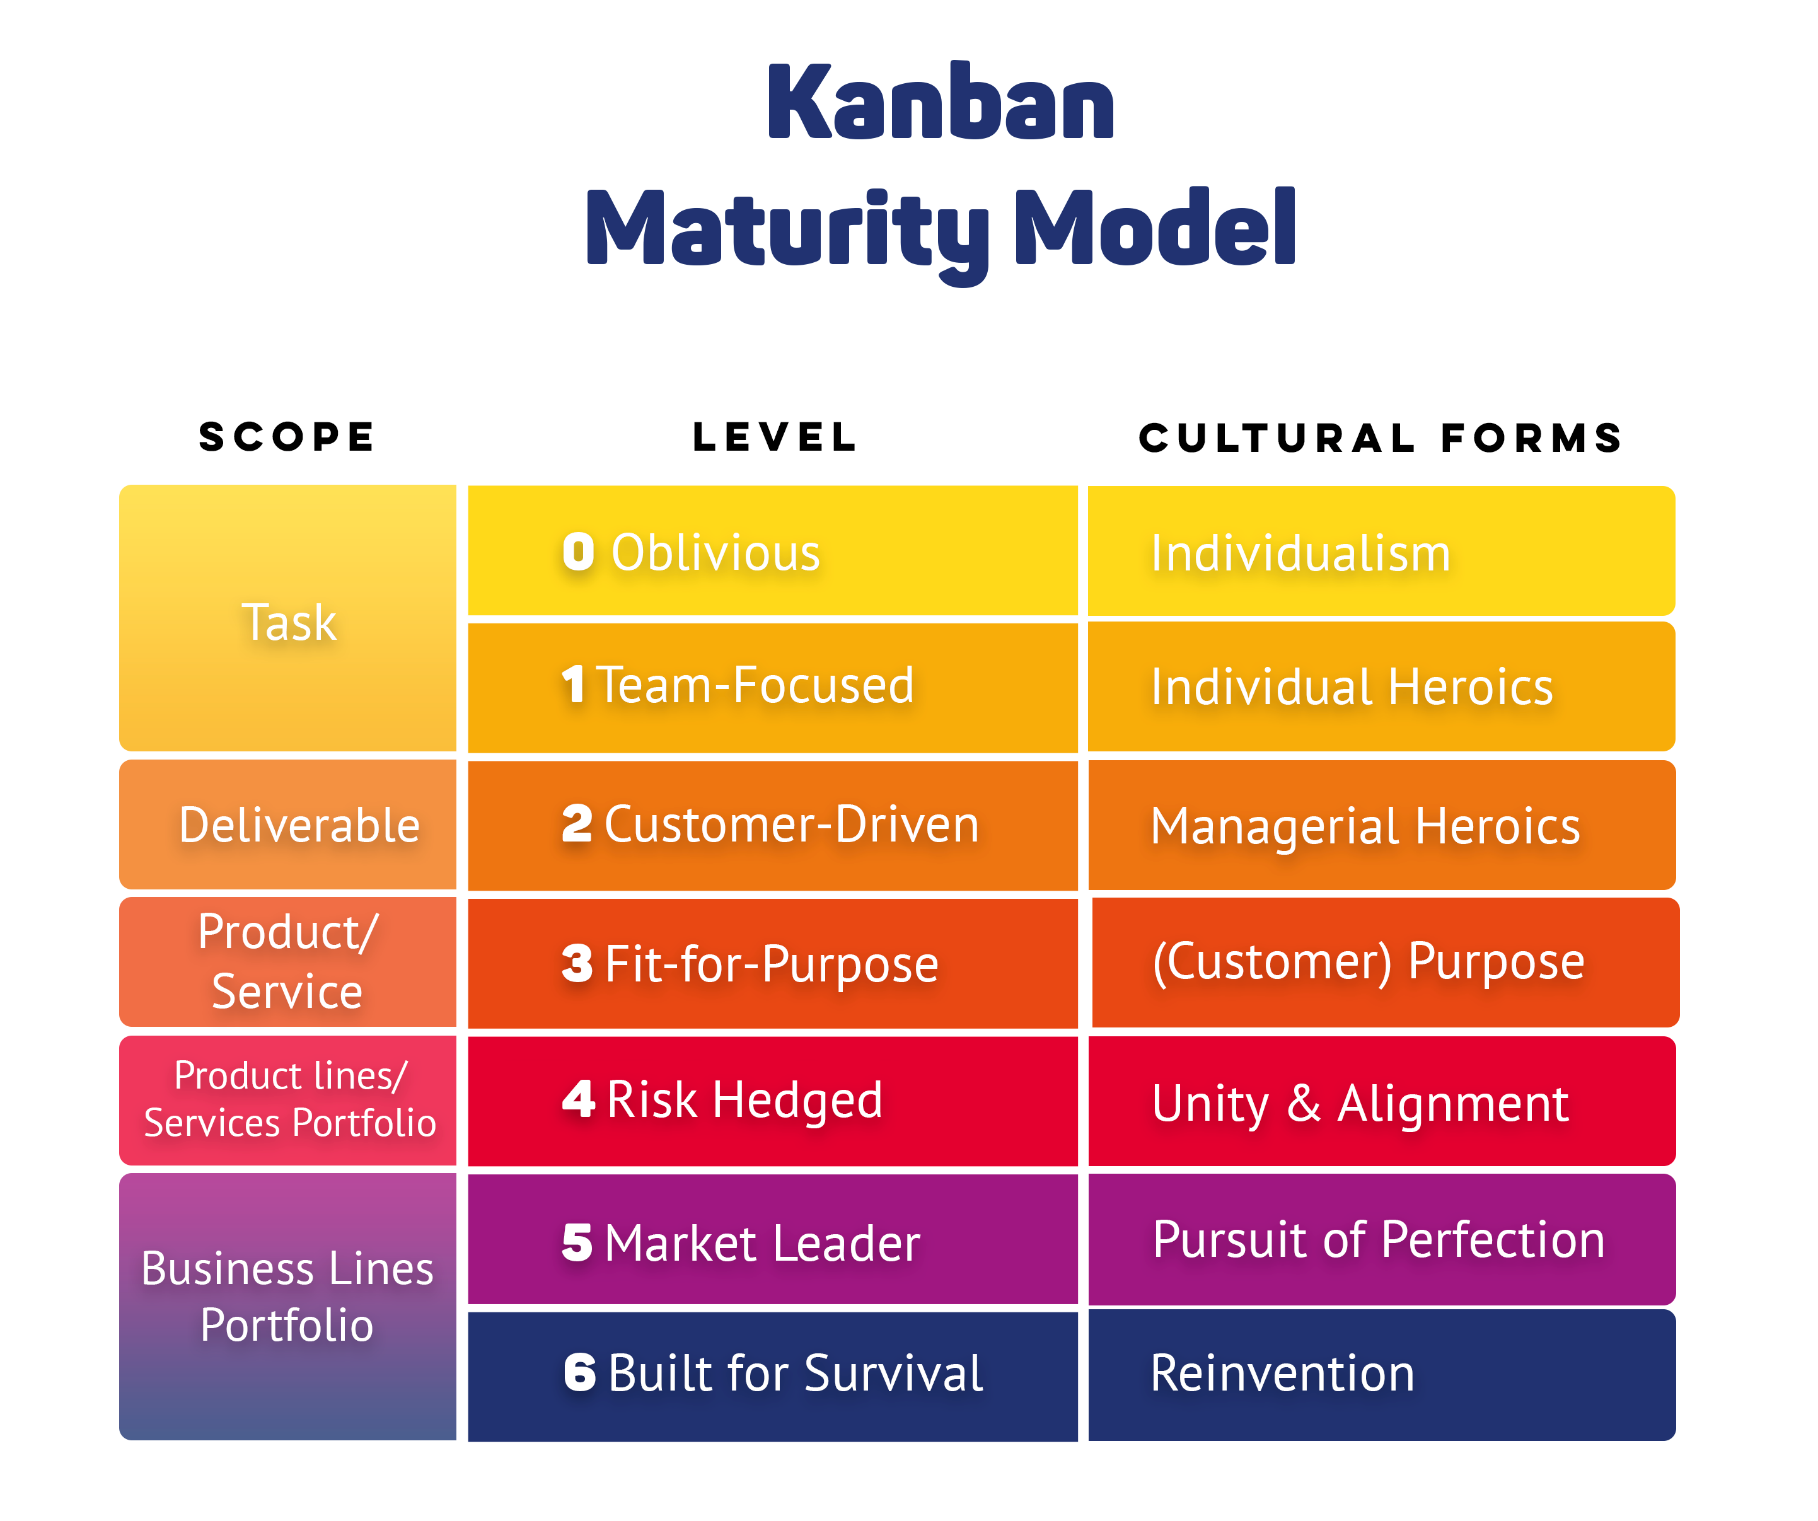 Kanban
Maturity Model
SCOPE LEVEL CULTURAL FORMS
Task
0 Oblivious
Individualism
1 Team-Focused
Individual Heroics
Deliverable
2 Customer-Driven
Managerial Heroics
Product/
Service
3 Fit-for-Purpose
(Customer) Purpose
Product lines/
Services Portfolio
4 Risk Hedged
Unity & Alignment
Business Lines
Portfolio
5 Market Leader
Pursuit of Perfection
6 Built for Survival
Reinvention